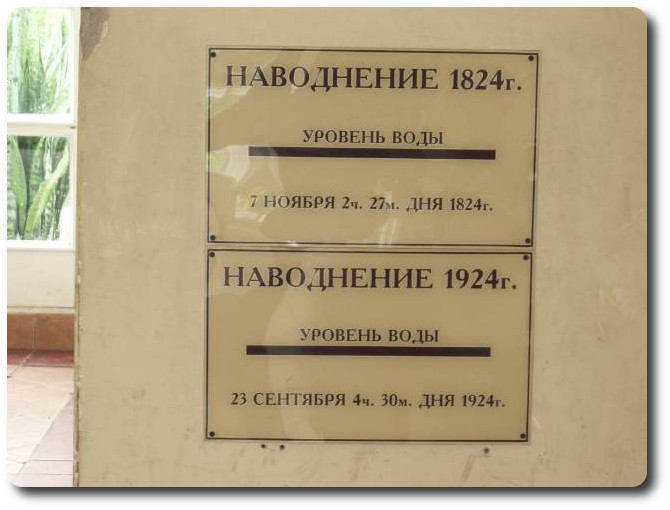 НАВОДНЕНИЕ 1824г.
УРОВЕНЬ ВОДЫ
7 НОЯБРЯ 2ч. 27м. ДНЯ 1824г.
НАВОДНЕНИЕ 1924г.
УРОВЕНЬ ВОДЫ
23 СЕНТЯБРЯ 4ч. 30м. ДНЯ 1924г.